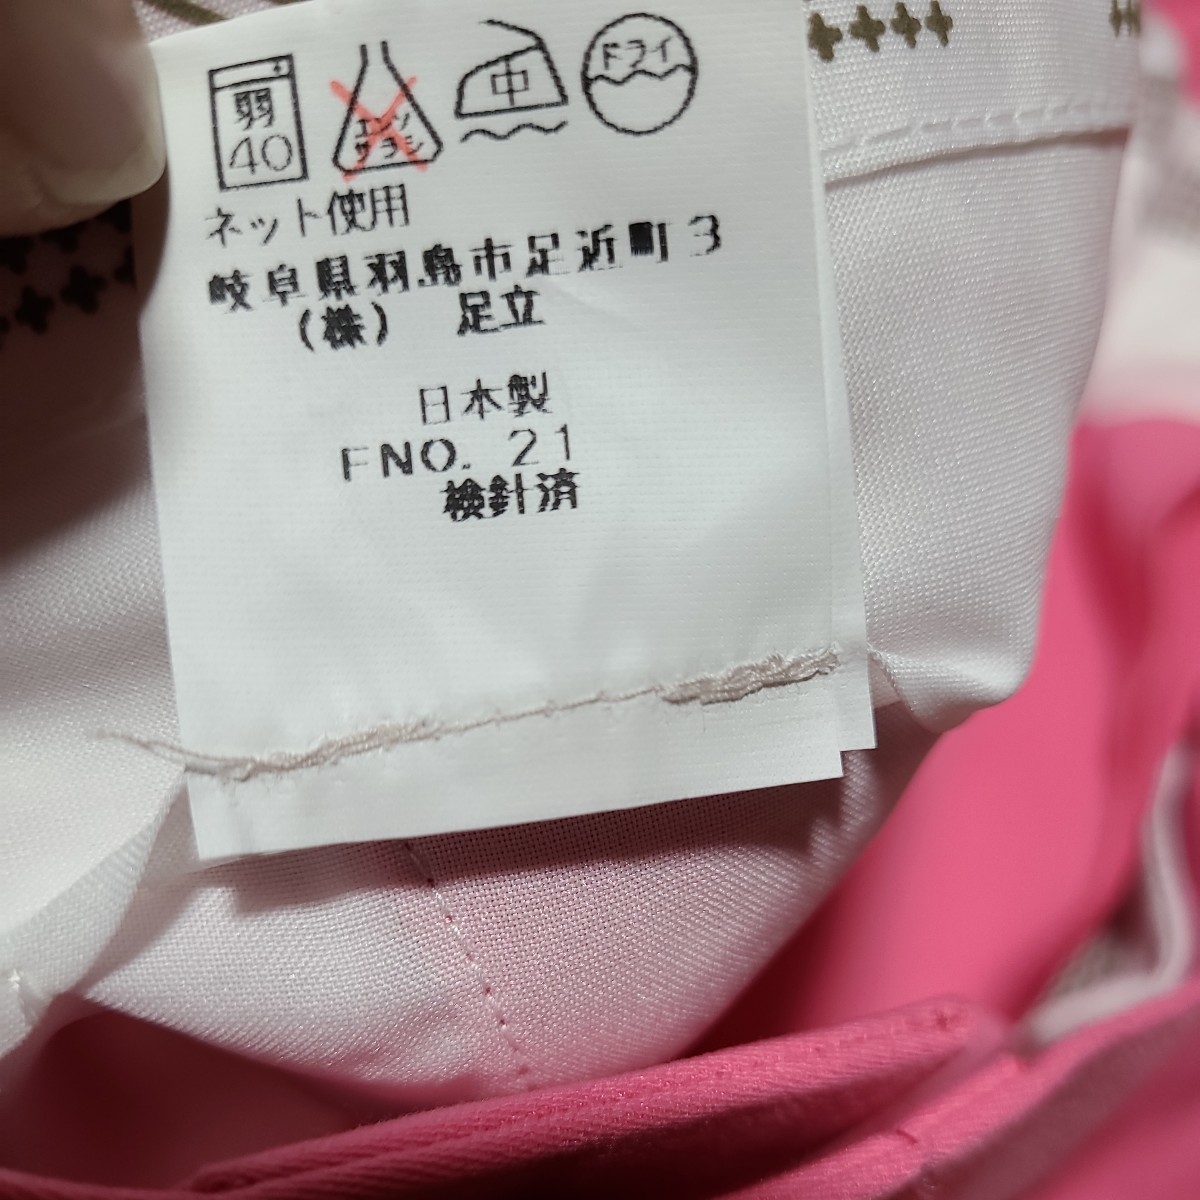 弱 40 エンソサラシ 中 ドライ
ネット使用
岐阜県羽島市足近町3
(株) 足立
日本製
FNO. 21
検針済